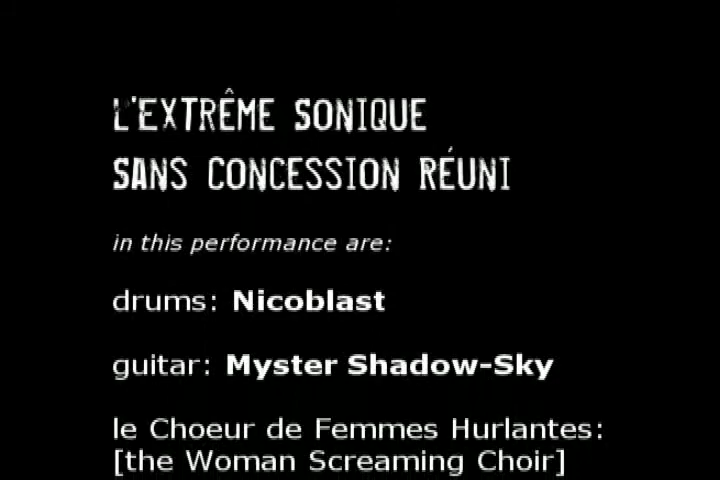 L'EXTRÊME SONIQUE
SANS CONCESSION RÉUNI
in this performance are:
drums: Nicoblast
guitar: Myster Shadow-Sky
le Choeur de Femmes Hurlantes:
[the Woman Screaming Choir]